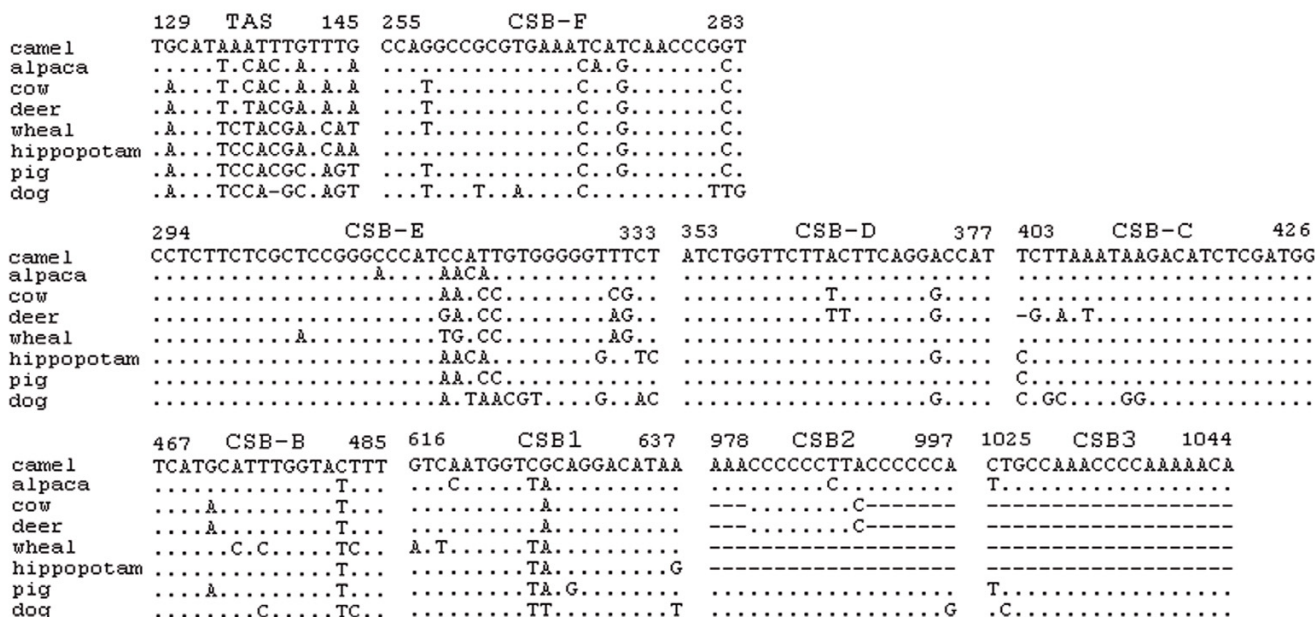 129 TAS 145 255 CSB-F 283
camel TGCATAAATTTGTTTG CCAGGCCGCGTGAAATCATCAACCCGGT
alpaca .....T.CAC.A...A ...............CA.G.......C.
cow .A...T.CAC.A.A.A ...T...........C..G.......C.
deer .A...T.TACGA.A.A ...T...........C..G.......C.
wheal .A...TCTACGA.CAT ...T...........C..G.......C.
hippopotam .A...TCCACGA.CAA ...............C..G.......C.
pig .A...TCCACGC.AGT ...T...........C..G.......C.
dog .A...TCCA-GC.AGT ...T...T..A....C.........TTG
294 CSB-E 333 353 CSB-D 377 403 CSB-C 426
camel CCTCTTCTCGCTCCGGGCCCATCCATTGTGGGGGTTTCT ATCTGGTTCTTACTTCAGGACCAT TCTTAAATAAGACATCTCGATGG
alpaca .................A....AACA............. ........................ .......................
cow ......................AA.CC........CG.. ...........T.......G.... .......................
deer ......................GA.CC........AG.. ...........TT......G.... -G.A.T.................
wheal ...........A..........TG.CC........AG.. ........................ .......................
hippopotam ......................AACA........G..TC ...................G.... C......................
pig ......................AA.CC............ ........................ C......................
dog ......................A.TAACGT....G..AC ...................G.... C.GC....GG.............
467 CSB-B 485 616 CSB1 637 978 CSB2 997 1025 CSB3 1044
camel TCATGCATTTGGTACTTT GTCAATGGTCGCAGGACATAA AAACCCCCCTTACCCCCCA CTGCCAAACCCCAAAAACA
alpaca ..............T... ...C.....TA.......... .........C......... T..................
cow ....A.........T... ..........A.......... ---........C------- -------------------
deer ....A.........T... ..........A.......... ---........C------- -------------------
wheal ......C.C.....TC.. A.T......TA.......... ------------------- -------------------
hippopotam ..............T... .........TA.........G ------------------- -------------------
pig ....A.........T... .........TA.G........ ................... T..................
dog ........C.....TC.. .........TT.........T ..................G .C.................